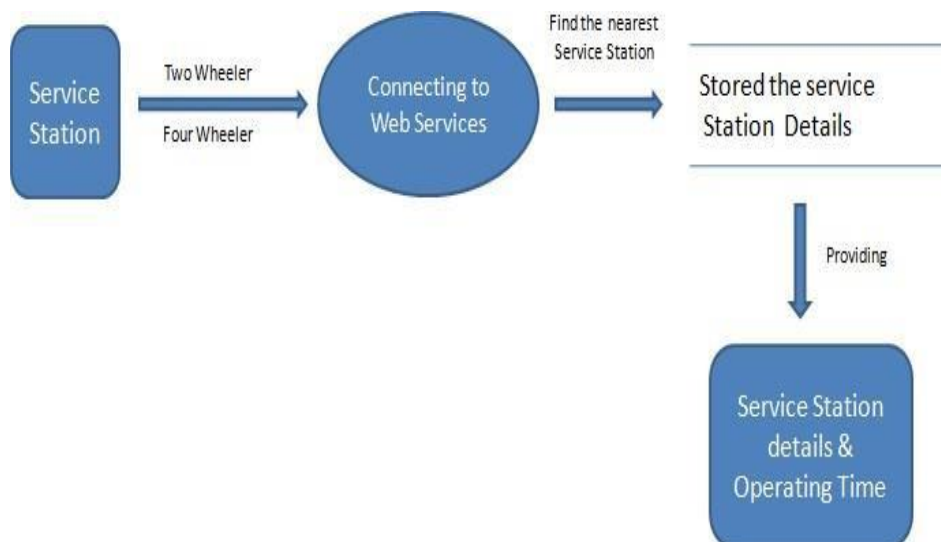 Service
Station
Two Wheeler
Four Wheeler
Connecting to
Web Services
Find the nearest
Service Station
Stored the service
Station Details
Providing
Service Station
details &
Operating Time